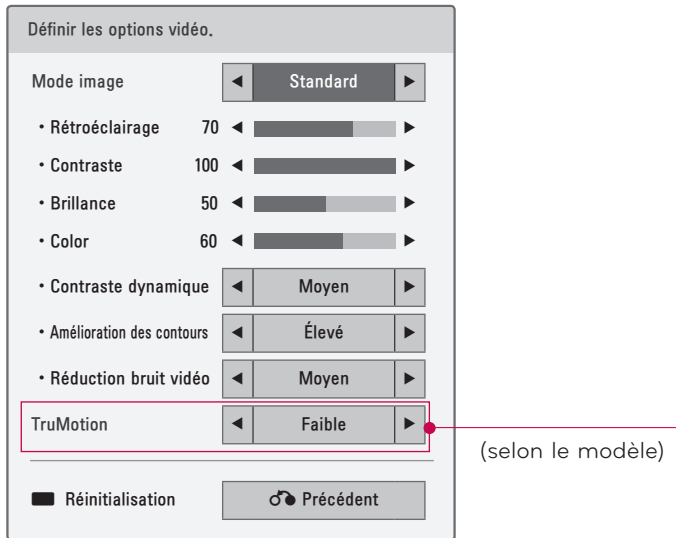 Définir les options vidéo.
Mode image ◀ Standard ▶
• Rétroéclairage 70 ◀ ▶
• Contraste 100 ◀ ▶
• Brillance 50 ◀ ▶
• Color 60 ◀ ▶
• Contraste dynamique ◀ Moyen ▶
• Amélioration des contours ◀ Élevé ▶
• Réduction bruit vidéo ◀ Moyen ▶
TruMotion ◀ Faible ▶
(selon le modèle)
Réinitialisation Précédent